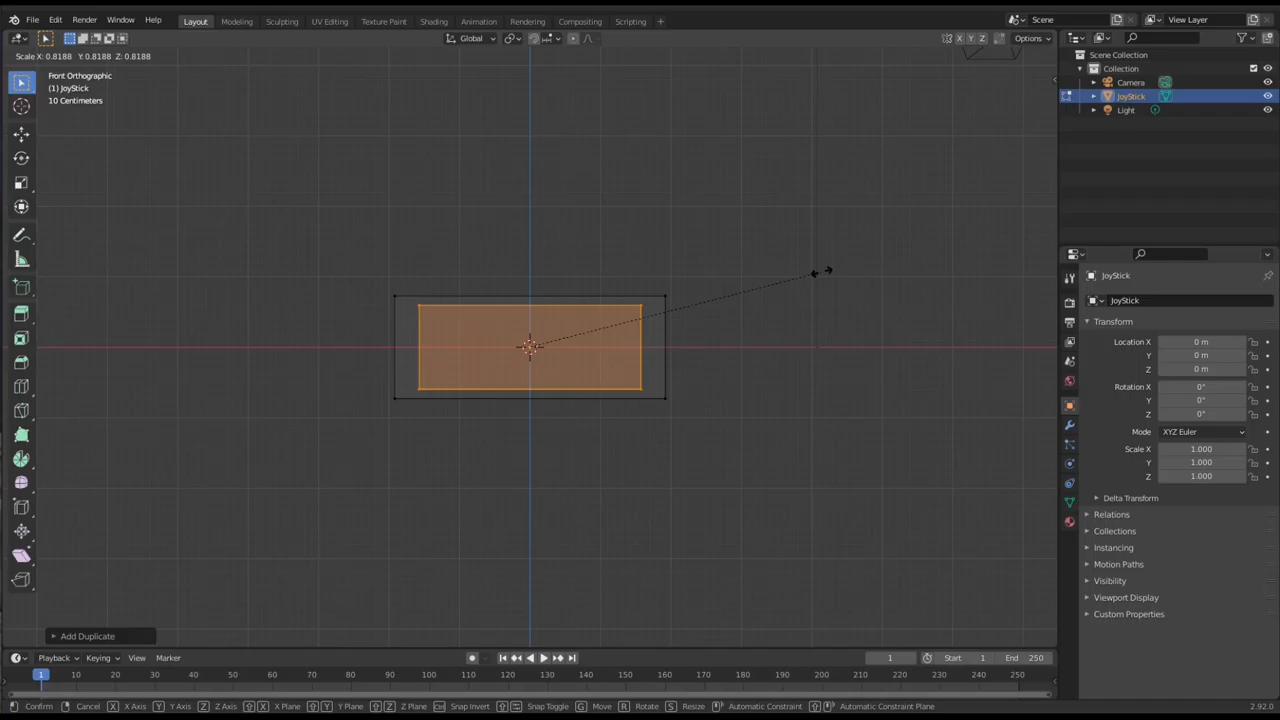 File Edit Render Window Help Layout Modeling Sculpting UV Editing Texture Paint Shading Animation Rendering Compositing Scripting + Scene View Layer
Global X Y Z Options
Scale X: 0.8188 Y: 0.8188 Z: 0.8188
Front Orthographic
(1) JoyStick
10 Centimeters
Add Duplicate
Scene Collection
Collection
Camera
JoyStick
Light
JoyStick
JoyStick
Transform
Location X 0 m
Y 0 m
Z 0 m
Rotation X 0°
Y 0°
Z 0°
Mode XYZ Euler
Scale X 1.000
Y 1.000
Z 1.000
Delta Transform
Relations
Collections
Instancing
Motion Paths
Visibility
Viewport Display
Custom Properties
Playback Keying View Marker 1 Start 1 End 250
1 10 20 30 40 50 60 70 80 90 100 110 120 130 140 150 160 170 180 190 200 210 220 230 240 250
Confirm Cancel X X Axis Y Y Axis Z Z Axis X X Plane Y Y Plane Z Z Plane Ctrl Snap Invert Snap Toggle G Move R Rotate S Resize Automatic Constraint Automatic Constraint Plane 2.92.0